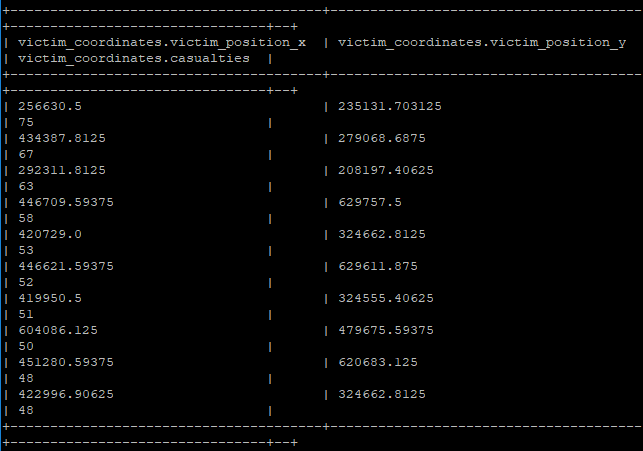 +---------------------------------------+---------------------------------------
+--------------------------------+--+
| victim_coordinates.victim_position_x  | victim_coordinates.victim_position_y
| victim_coordinates.casualties  |
+---------------------------------------+---------------------------------------
+--------------------------------+--+
| 256630.5                              | 235131.703125
| 75                             |
| 434387.8125                           | 279068.6875
| 67                             |
| 292311.8125                           | 208197.40625
| 63                             |
| 446709.59375                          | 629757.5
| 58                             |
| 420729.0                              | 324662.8125
| 53                             |
| 446621.59375                          | 629611.875
| 52                             |
| 419950.5                              | 324555.40625
| 51                             |
| 604086.125                            | 479675.59375
| 50                             |
| 451280.59375                          | 620683.125
| 48                             |
| 422996.90625                          | 324662.8125
| 48                             |
+---------------------------------------+---------------------------------------
+--------------------------------+--+